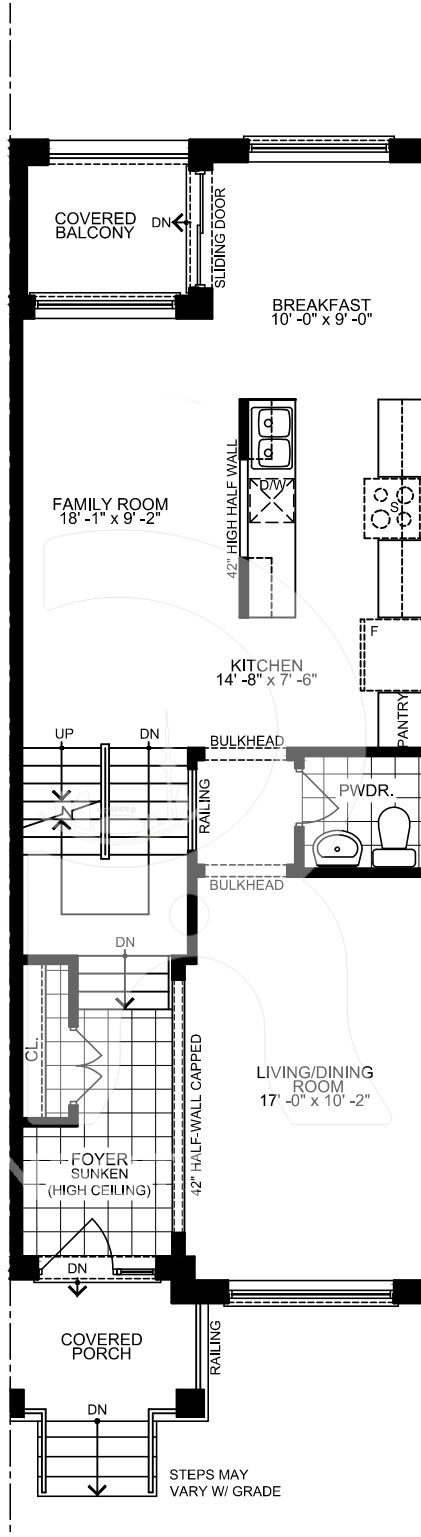 COVERED
BALCONY
DN
SLIDING DOOR
BREAKFAST
10' -0" x 9' -0"
42" HIGH HALF WALL
D/W
S
FAMILY ROOM
18' -1" x 9' -2"
F
KITCHEN
14' -8" x 7' -6"
PANTRY
UP
DN
BULKHEAD
RAILING
PWDR.
BULKHEAD
DN
CL.
42" HALF-WALL CAPPED
LIVING/DINING
ROOM
17' -0" x 10' -2"
FOYER
SUNKEN
(HIGH CEILING)
DN
COVERED
PORCH
RAILING
DN
STEPS MAY
VARY W/ GRADE